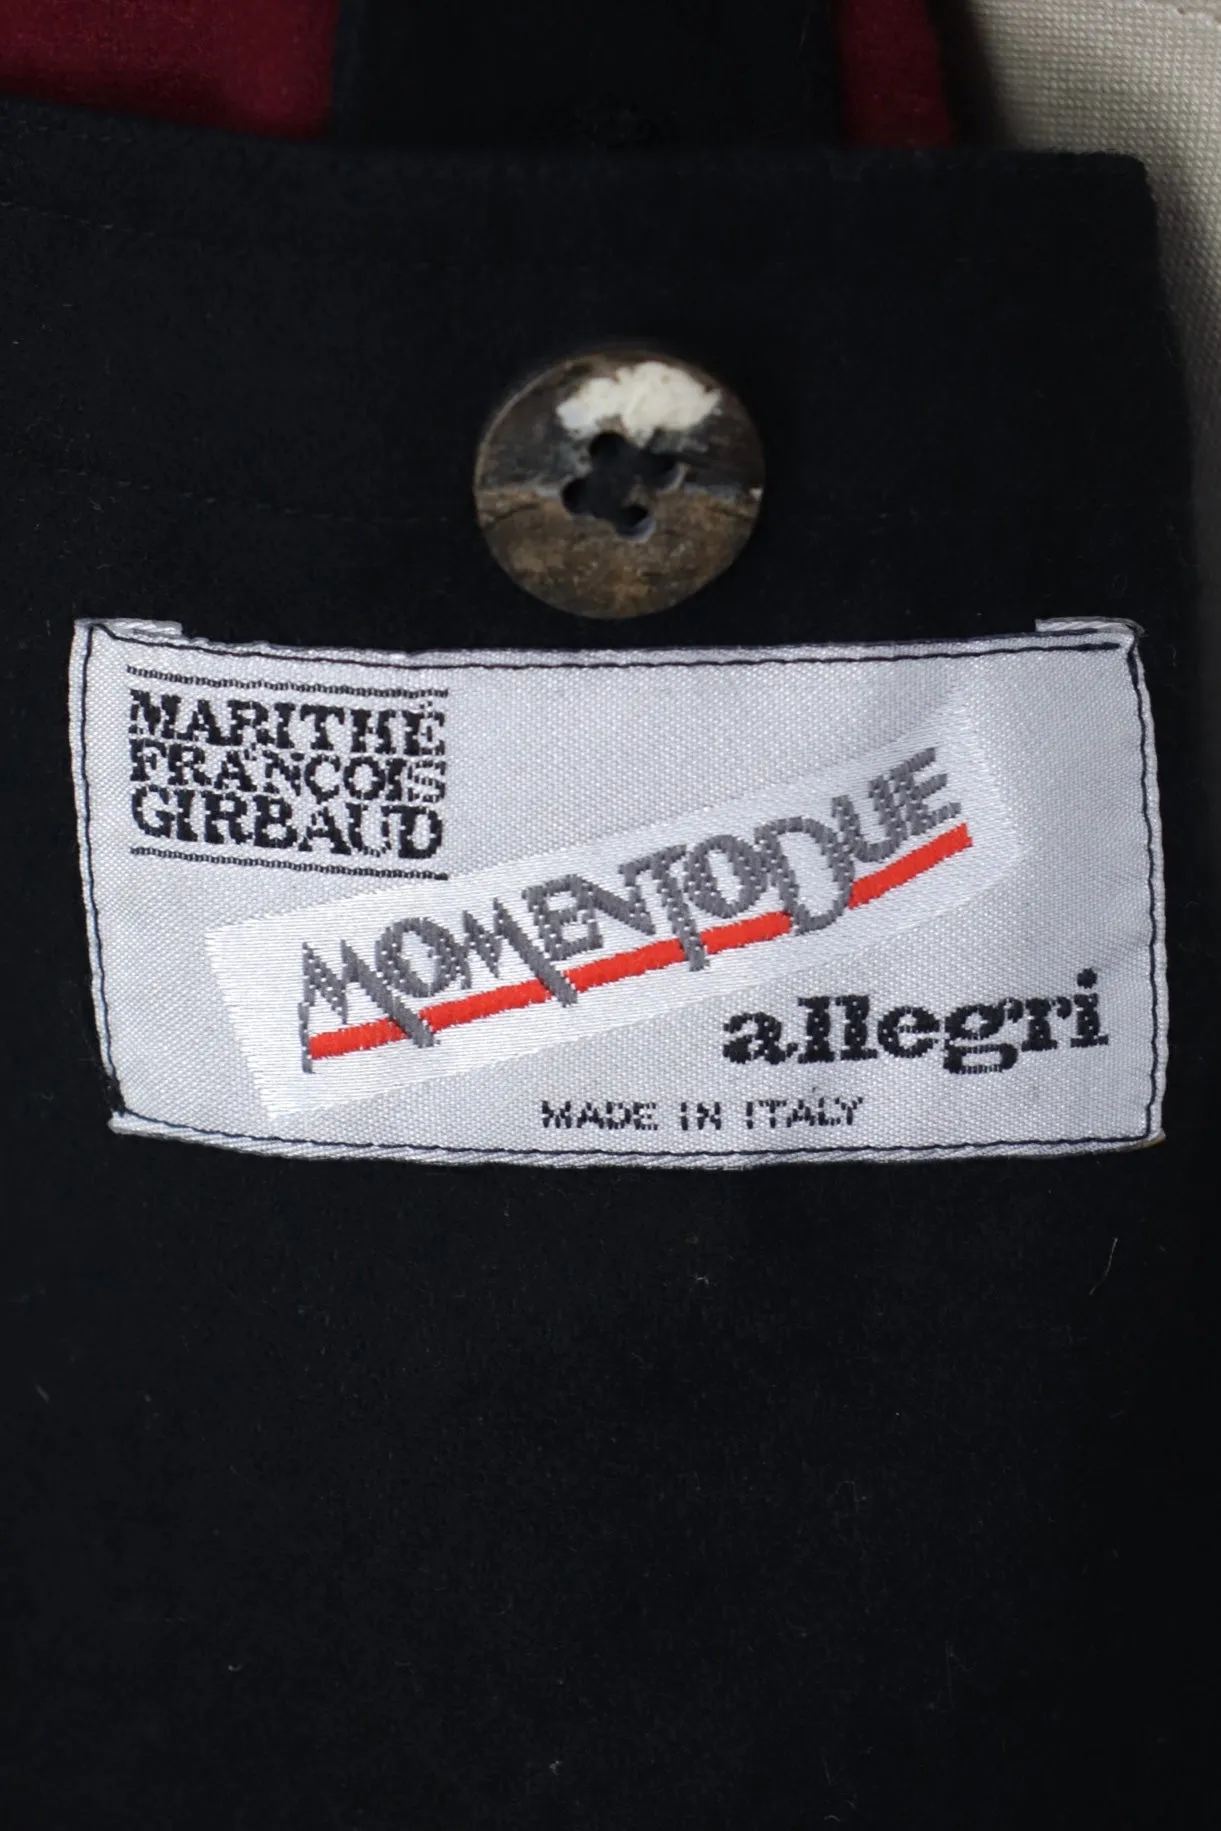 MARITHÉ
FRANÇOIS
GIRBAUD
MOMENTODUE
allegri
MADE IN ITALY